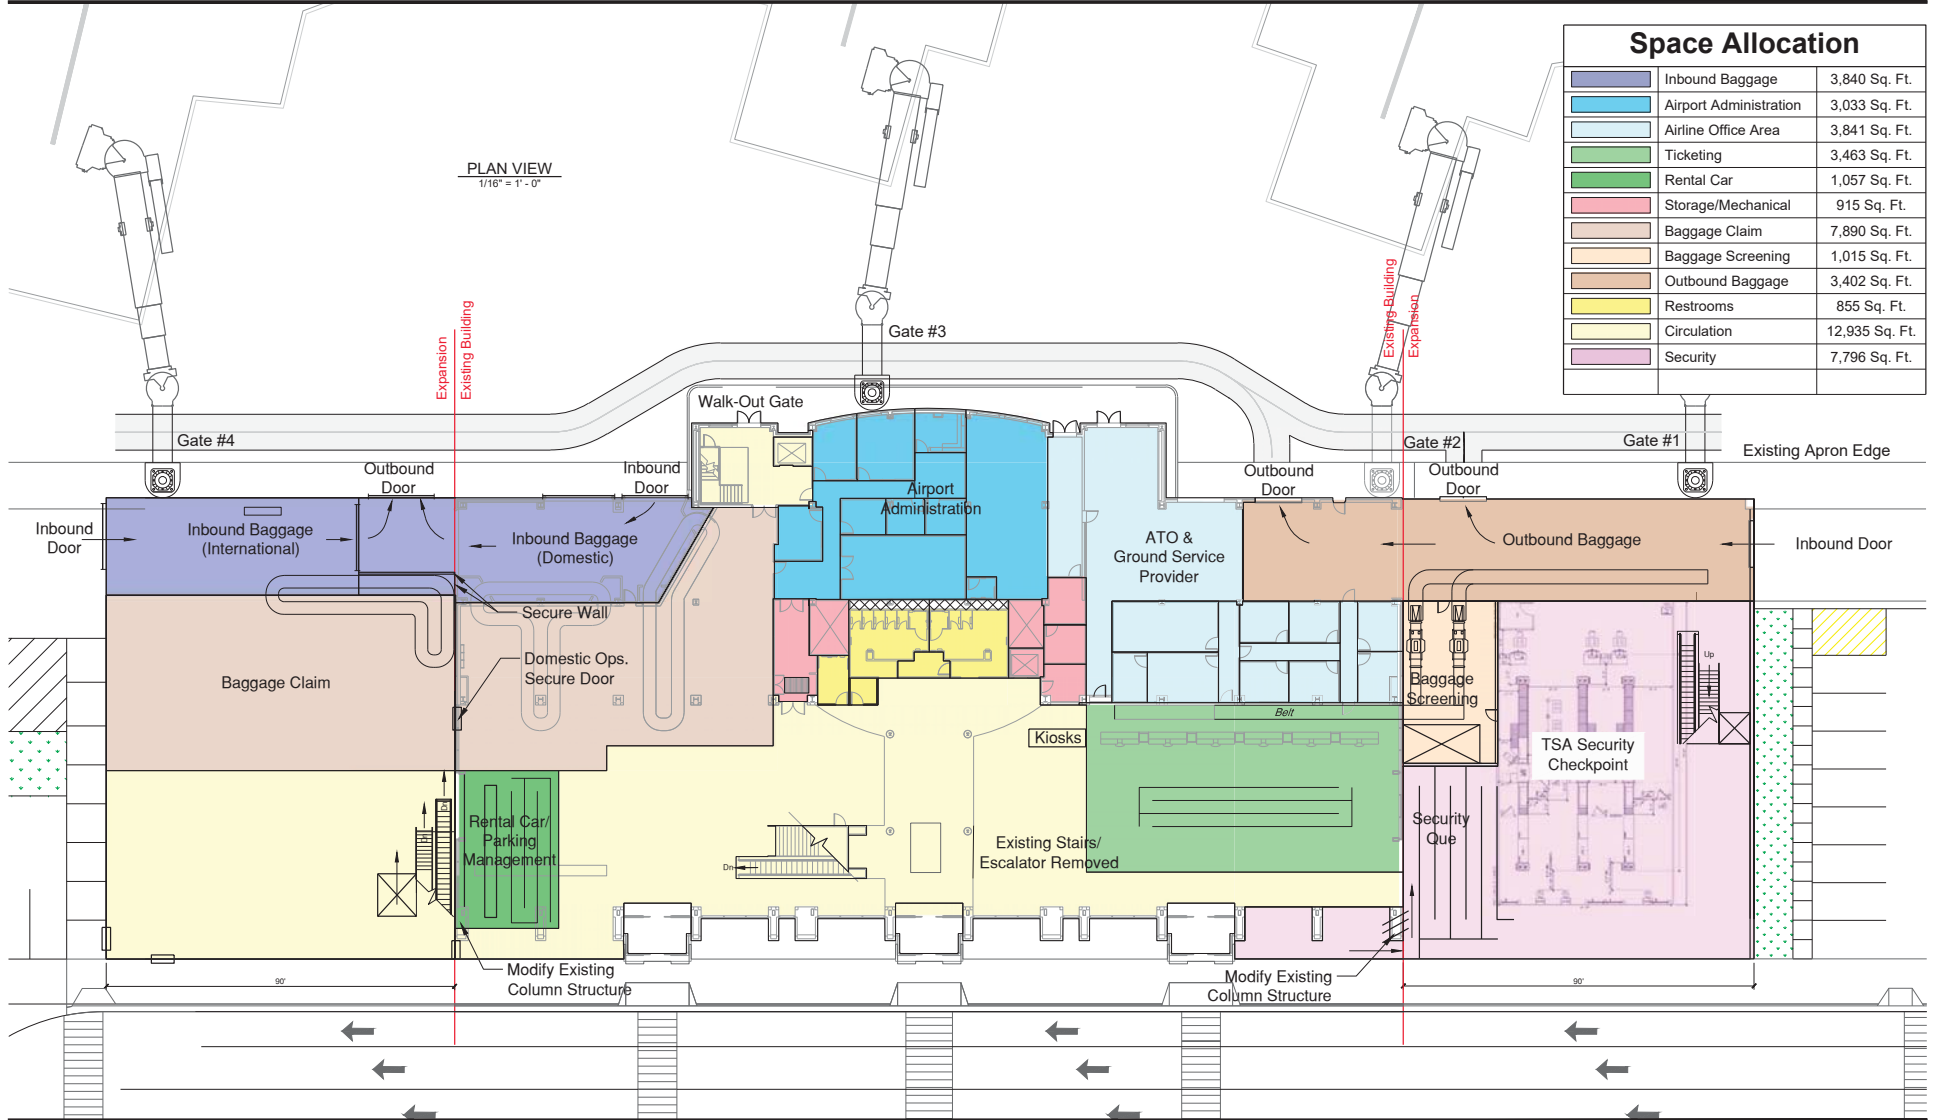 Space Allocation
Inbound Baggage 3,840 Sq. Ft.
Airport Administration 3,033 Sq. Ft.
Airline Office Area 3,841 Sq. Ft.
Ticketing 3,463 Sq. Ft.
Rental Car 1,057 Sq. Ft.
Storage/Mechanical 915 Sq. Ft.
Baggage Claim 7,890 Sq. Ft.
Baggage Screening 1,015 Sq. Ft.
Outbound Baggage 3,402 Sq. Ft.
Restrooms 855 Sq. Ft.
Circulation 12,935 Sq. Ft.
Security 7,796 Sq. Ft.
PLAN VIEW
1/16" = 1' - 0"
Expansion
Existing Building
Existing Building
Expansion
Gate #3
Walk-Out Gate
Gate #4
Gate #2
Gate #1
Existing Apron Edge
Outbound
Door
Inbound
Door
Outbound
Door
Outbound
Door
Inbound
Door
Inbound Baggage
(International)
Inbound Baggage
(Domestic)
Airport
Administration
ATO &
Ground Service
Provider
Outbound Baggage
Inbound Door
Secure Wall
Domestic Ops.
Secure Door
Baggage Claim
Baggage
Screening
Up
Belt
Kiosks
TSA Security
Checkpoint
Rental Car/
Parking
Management
Dn
Dn
Dn
Existing Stairs/
Escalator Removed
Security
Que
Modify Existing
Column Structure
Modify Existing
Column Structure
90'
90'